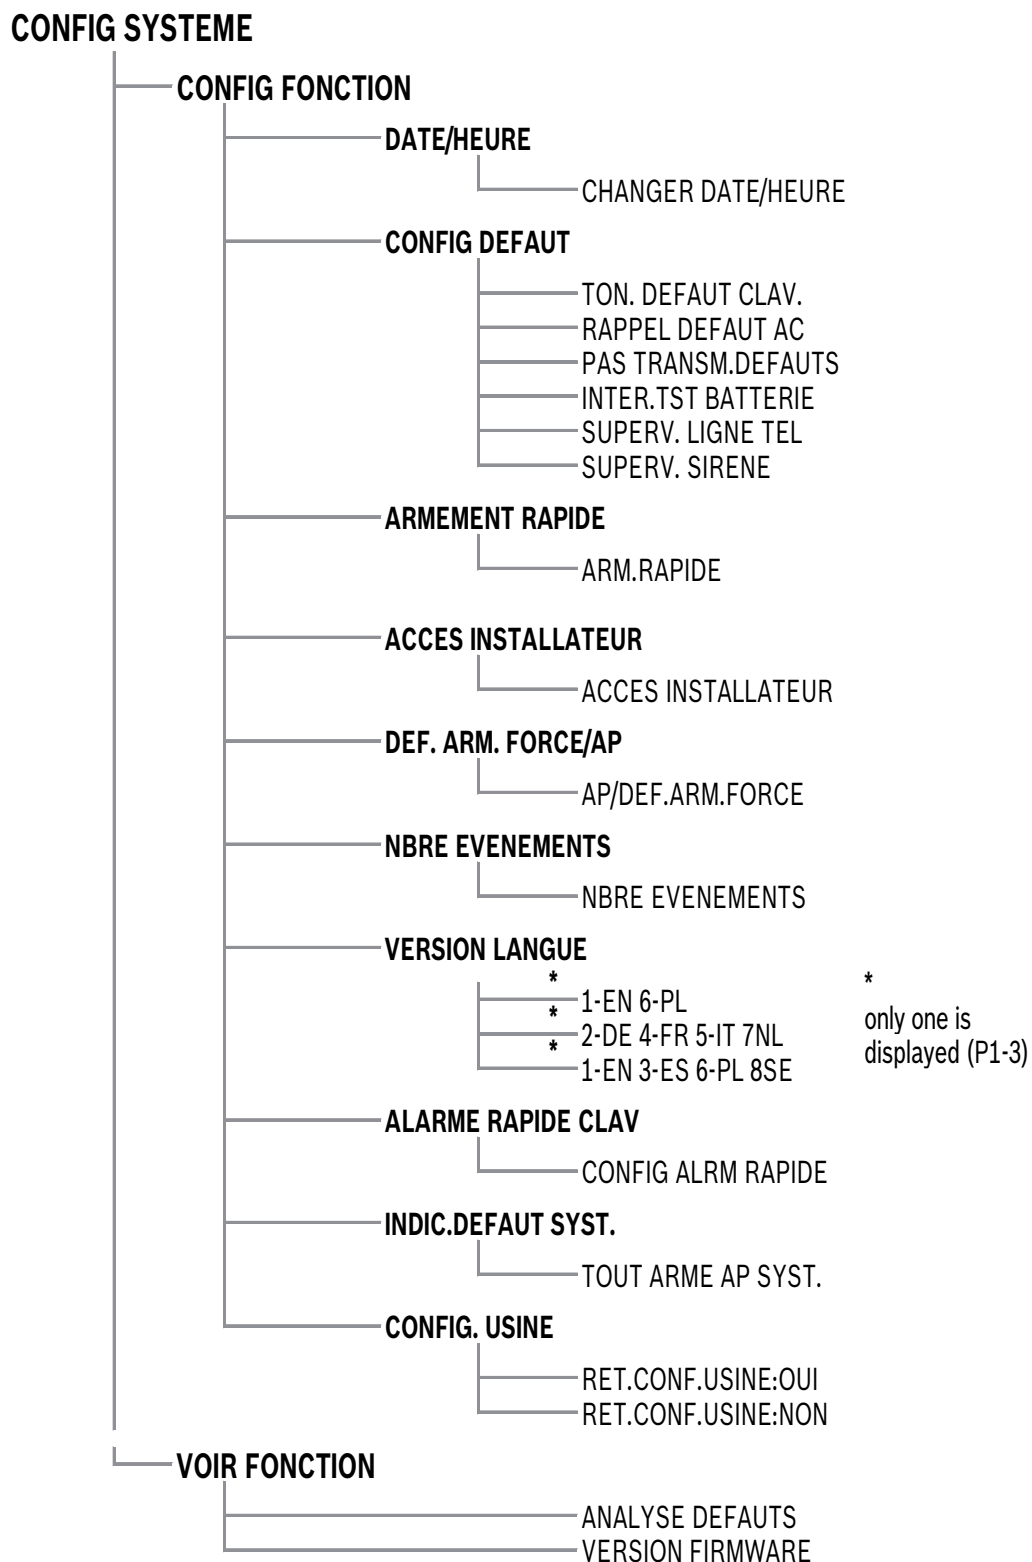 CONFIG SYSTEME
CONFIG FONCTION
DATE/HEURE
CHANGER DATE/HEURE
CONFIG DEFAUT
TON. DEFAUT CLAV.
RAPPEL DEFAUT AC
PAS TRANSM.DEFAUTS
INTER.TST BATTERIE
SUPERV. LIGNE TEL
SUPERV. SIRENE
ARMEMENT RAPIDE
ARM.RAPIDE
ACCES INSTALLATEUR
ACCES INSTALLATEUR
DEF. ARM. FORCE/AP
AP/DEF.ARM.FORCE
NBRE EVENEMENTS
NBRE EVENEMENTS
VERSION LANGUE
* 1-EN 6-PL
* 2-DE 4-FR 5-IT 7NL
* 1-EN 3-ES 6-PL 8SE
*
only one is
displayed (P1-3)
ALARME RAPIDE CLAV
CONFIG ALRM RAPIDE
INDIC.DEFAUT SYST.
TOUT ARME AP SYST.
CONFIG. USINE
RET.CONF.USINE:OUI
RET.CONF.USINE:NON
VOIR FONCTION
ANALYSE DEFAUTS
VERSION FIRMWARE